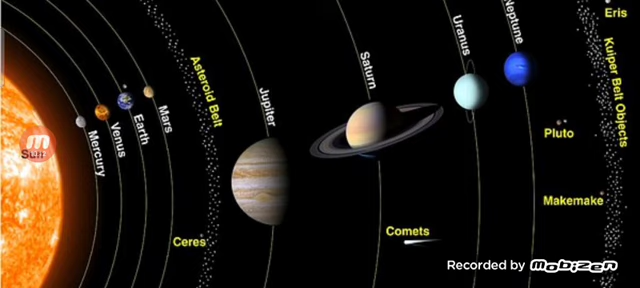 Sun
Mercury
Venus
Earth
Mars
Asteroid Belt
Ceres
Jupiter
Saturn
Comets
Uranus
Neptune
Pluto
Makemake
Eris
Kuiper Belt Objects
Recorded by Mobizen